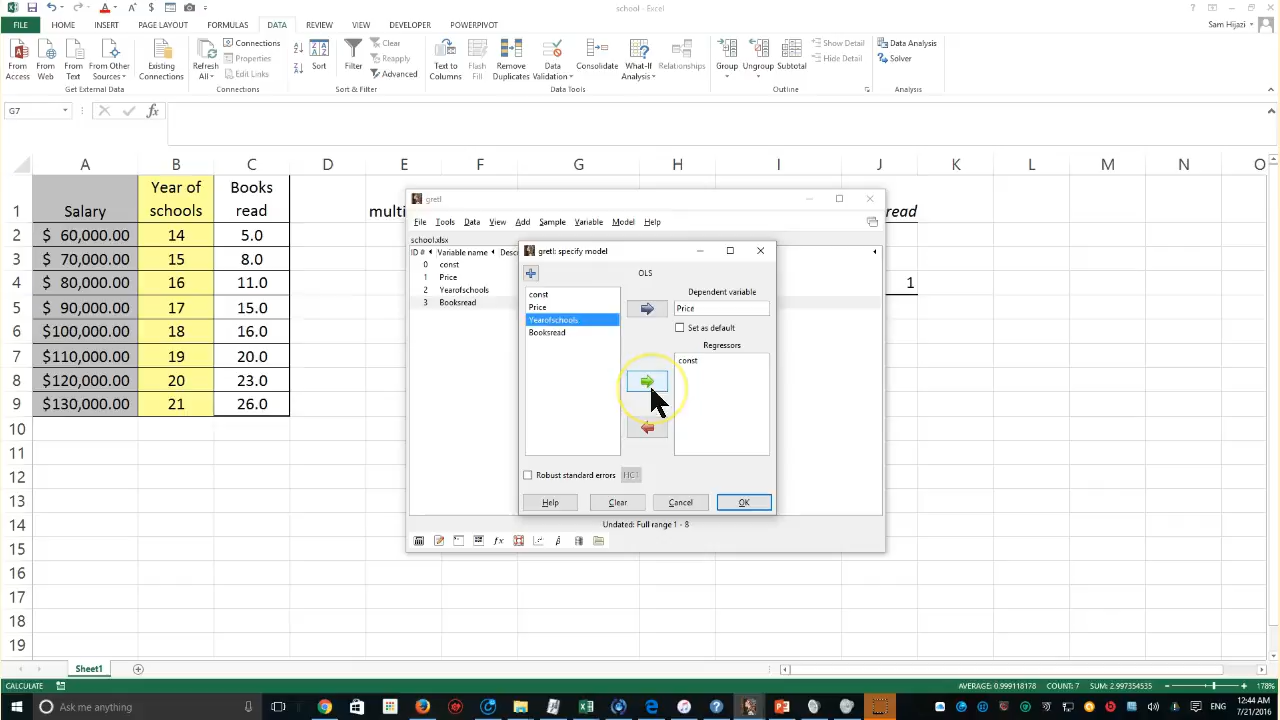 school - Excel
Sam Hijazi
FILE HOME INSERT PAGE LAYOUT FORMULAS DATA REVIEW VIEW DEVELOPER POWERPIVOT
From Access
From Web
From Text
From Other Sources
Existing Connections
Get External Data
Refresh All
Connections
Properties
Edit Links
Connections
Sort
Filter
Clear
Reapply
Advanced
Sort & Filter
Text to Columns
Flash Fill
Remove Duplicates
Data Validation
Consolidate
What-If Analysis
Relationships
Data Tools
Group
Ungroup
Subtotal
Show Detail
Hide Detail
Outline
Data Analysis
Solver
Analysis
G7
fx
A B C D E F G H I J K L M N O
1 Salary Year of schools Books read multi read
2 $ 60,000.00 14 5.0
3 $ 70,000.00 15 8.0
4 $ 80,000.00 16 11.0 1
5 $ 90,000.00 17 15.0
6 $100,000.00 18 16.0
7 $110,000.00 19 20.0
8 $120,000.00 20 23.0
9 $130,000.00 21 26.0
10
11
12
13
14
15
16
17
18
19
gretl
File Tools Data View Add Sample Variable Model Help
school.xlsx
ID # Variable name Descr
0 const
1 Price
2 Yearofschools
3 Booksread
Undated: Full range 1 - 8
gretl: specify model
OLS
const
Price
Yearofschools
Booksread
Dependent variable
Price
Set as default
Regressors
const
Robust standard errors HC1
Help Clear Cancel OK
Sheet1
CALCULATE
AVERAGE: 0.999118178 COUNT: 7 SUM: 2.997354535
178%
Ask me anything
ENG
12:44 AM
7/21/2016